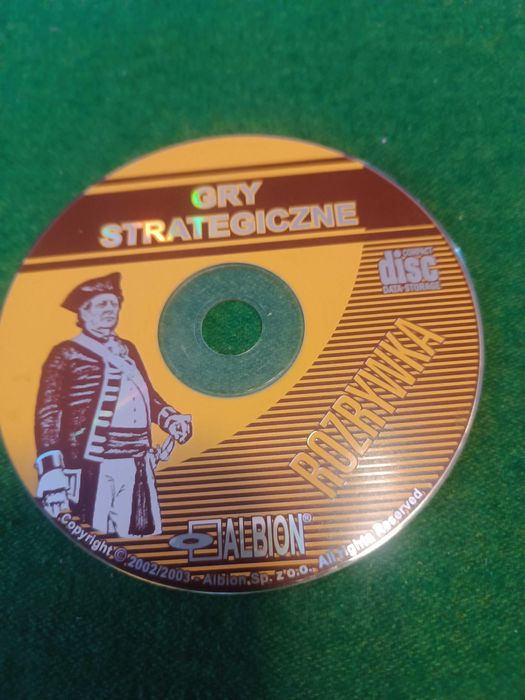 GRY
STRATEGICZNE
COMPACT
disc
DATA STORAGE
ROZRYWKA
ALBION®
Copyright © 2002/2003 - Albion Sp. z o.o., All rights Reserved.